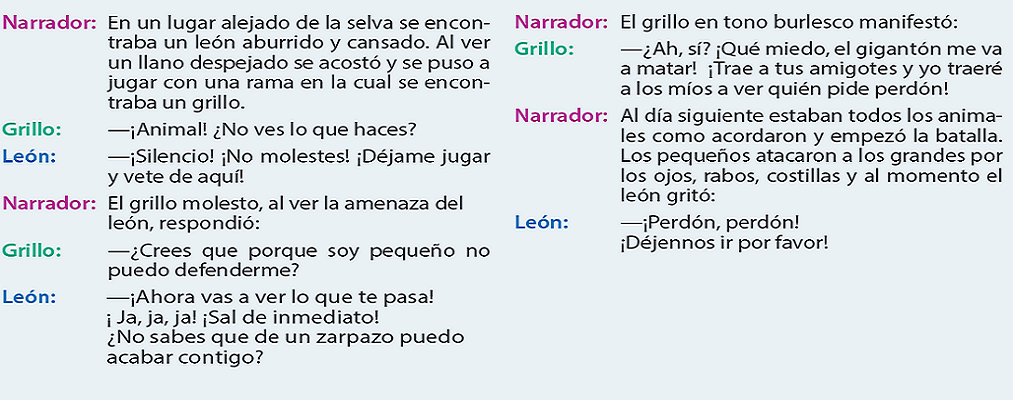 Narrador: En un lugar alejado de la selva se encon-
traba un león aburrido y cansado. Al ver
un llano despejado se acostó y se puso a
jugar con una rama en la cual se encon-
traba un grillo.
Grillo: —¡Animal! ¿No ves lo que haces?
León: —¡Silencio! ¡No molestes! ¡Déjame jugar
y vete de aquí!
Narrador: El grillo molesto, al ver la amenaza del
león, respondió:
Grillo: —¿Crees que porque soy pequeño no
puedo defenderme?
León: —¡Ahora vas a ver lo que te pasa!
¡ Ja, ja, ja! ¡Sal de inmediato!
¿No sabes que de un zarpazo puedo
acabar contigo?
Narrador: El grillo en tono burlesco manifestó:
Grillo: —¿Ah, sí? ¡Qué miedo, el gigantón me va
a matar! ¡Trae a tus amigotes y yo traeré
a los míos a ver quién pide perdón!
Narrador: Al día siguiente estaban todos los anima-
les como acordaron y empezó la batalla.
Los pequeños atacaron a los grandes por
los ojos, rabos, costillas y al momento el
león gritó:
León: —¡Perdón, perdón!
¡Déjennos ir por favor!